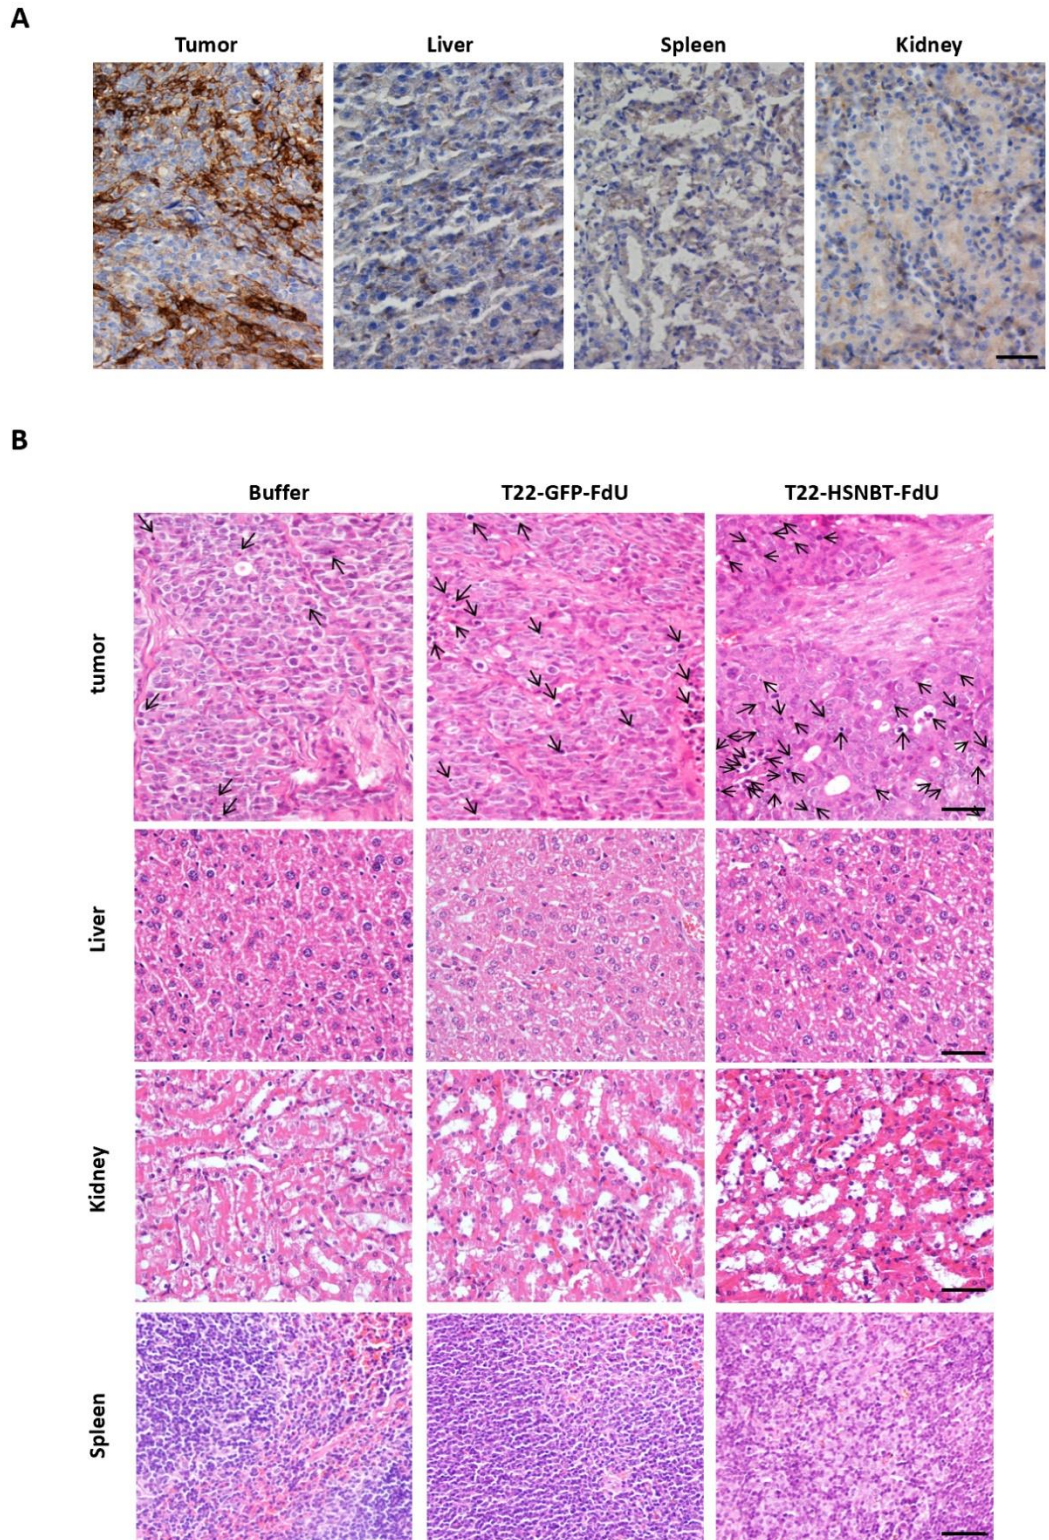 A
Tumor Liver Spleen Kidney
B
Buffer T22-GFP-FdU T22-HSNBT-FdU
tumor
Liver
Kidney
Spleen